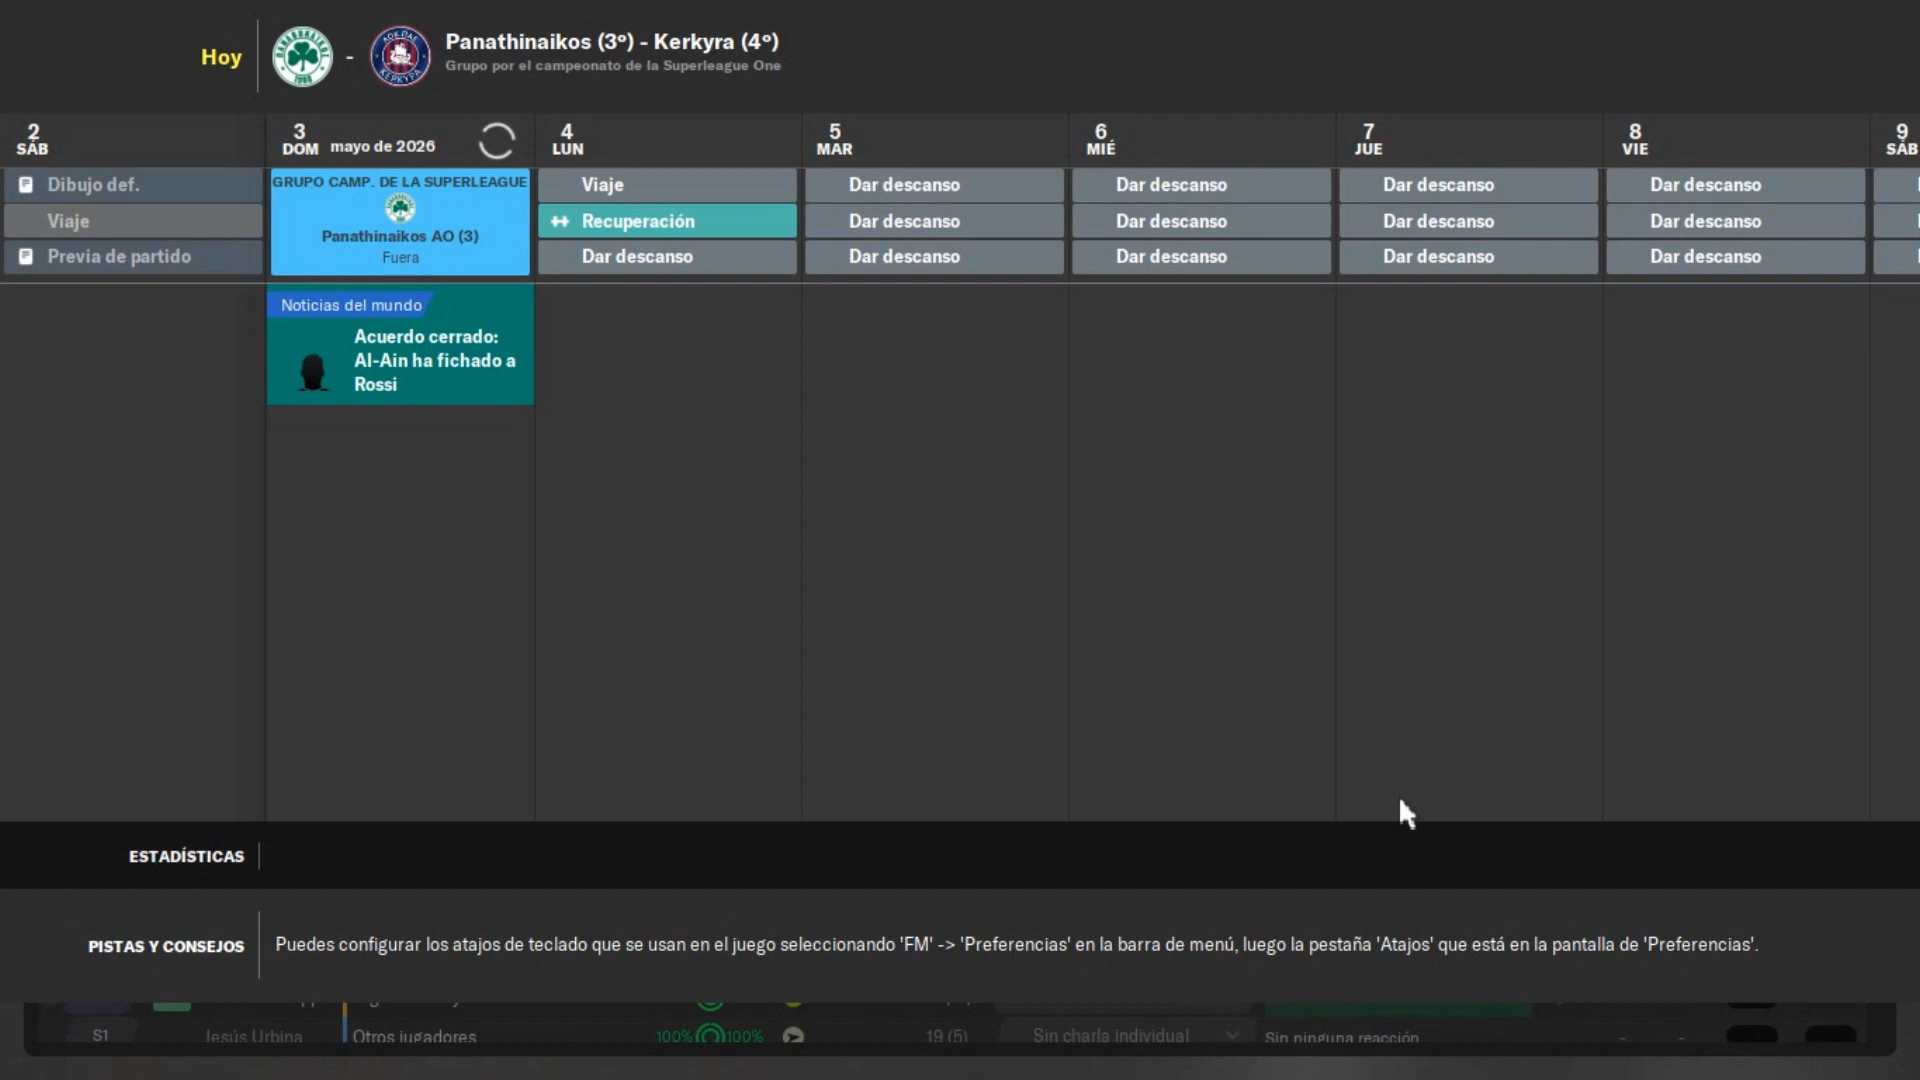 Hoy
-
Panathinaikos (3º) - Kerkyra (4º)
Grupo por el campeonato de la Superleague One
2
SÁB
3
DOM mayo de 2026
4
LUN
5
MAR
6
MIÉ
7
JUE
8
VIE
9
SÁB
Dibujo def.
Viaje
Previa de partido
GRUPO CAMP. DE LA SUPERLEAGUE
Panathinaikos AO (3)
Fuera
Viaje
Recuperación
Dar descanso
Dar descanso
Dar descanso
Dar descanso
Dar descanso
Dar descanso
Dar descanso
Dar descanso
Dar descanso
Dar descanso
Dar descanso
Dar descanso
Dar descanso
Noticias del mundo
Acuerdo cerrado:
Al-Ain ha fichado a
Rossi
ESTADÍSTICAS
PISTAS Y CONSEJOS
Puedes configurar los atajos de teclado que se usan en el juego seleccionando 'FM' -> 'Preferencias' en la barra de menú, luego la pestaña 'Atajos' que está en la pantalla de 'Preferencias'.
S1 Jesús Urbina Otros jugadores 100% 100% 19 (5) Sin charla individual Sin ninguna reacción - -